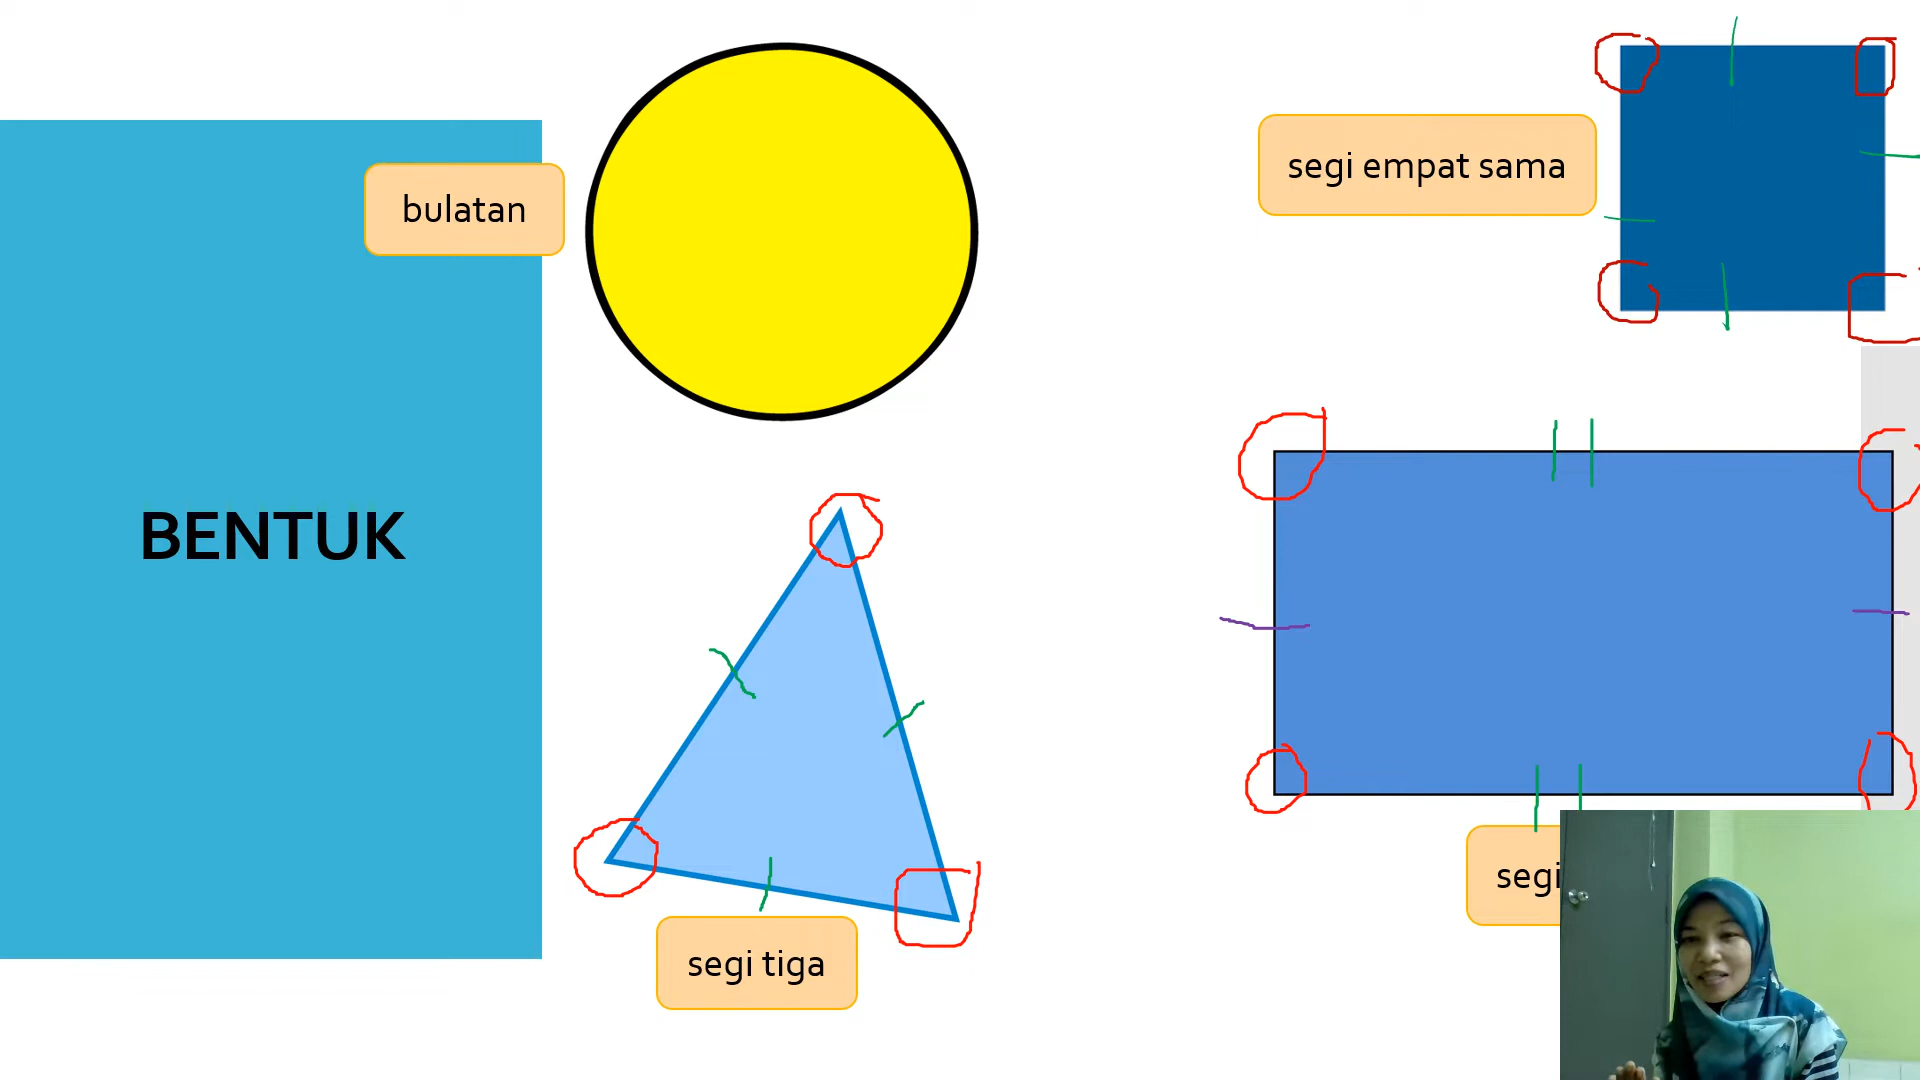 bulatan
segi empat sama
BENTUK
segi
segi tiga